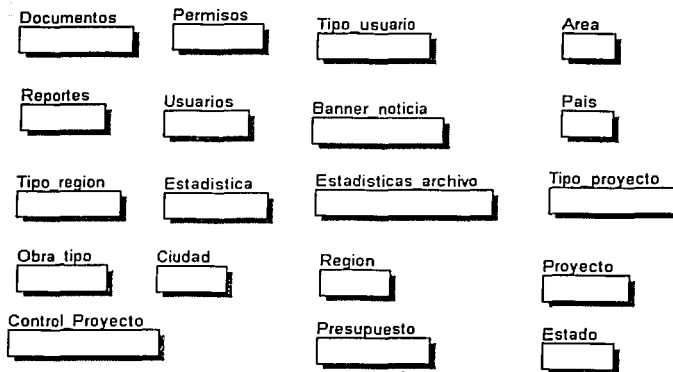 Documentos
Permisos
Tipo_usuario
Area
Reportes
Usuarios
Banner_noticia
Pais
Tipo_region
Estadistica
Estadisticas_archivo
Tipo_proyecto
Obra_tipo
Ciudad
Region
Proyecto
Control_Proyecto
Presupuesto
Estado